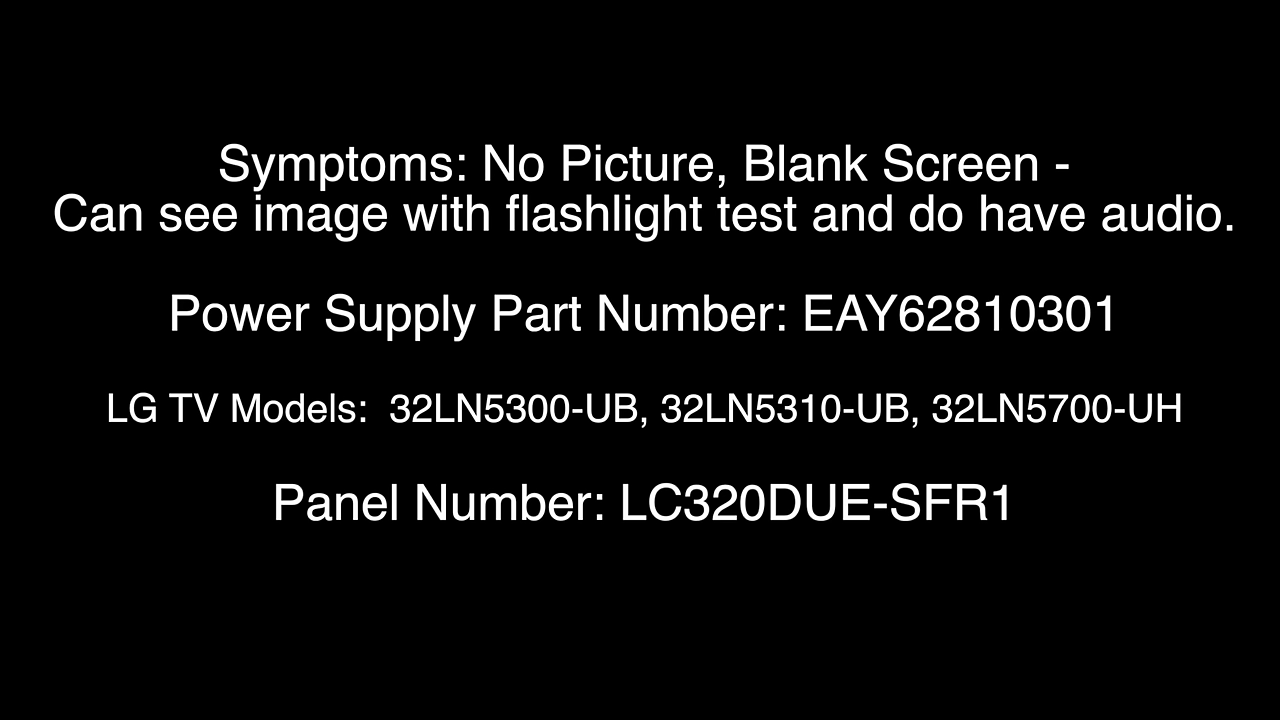 Symptoms: No Picture, Blank Screen -
Can see image with flashlight test and do have audio.
Power Supply Part Number: EAY62810301
LG TV Models:  32LN5300-UB, 32LN5310-UB, 32LN5700-UH
Panel Number: LC320DUE-SFR1